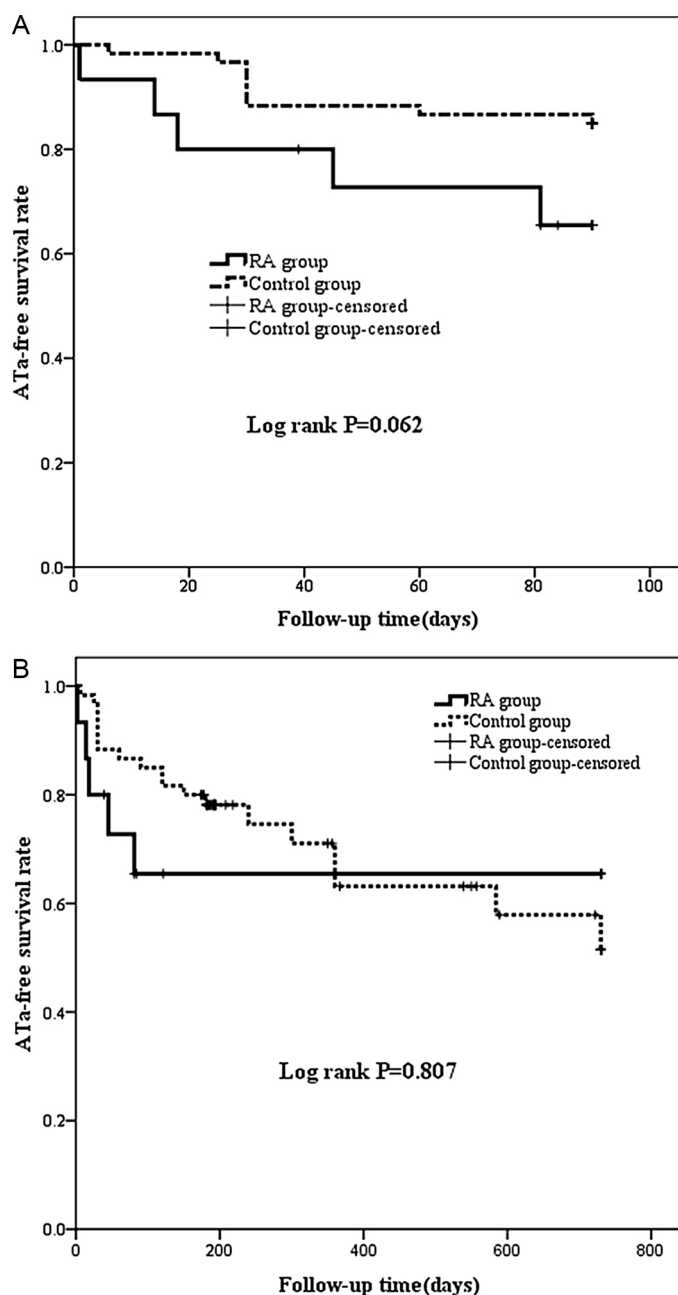 A
ATa-free survival rate
1.0
0.8
0.6
0.4
0.2
0.0
RA group
Control group
RA group-censored
Control group-censored
Log rank P=0.062
0 20 40 60 80 100
Follow-up time(days)
B
ATa-free survival rate
1.0
0.8
0.6
0.4
0.2
0.0
RA group
Control group
RA group-censored
Control group-censored
Log rank P=0.807
0 200 400 600 800
Follow-up time(days)